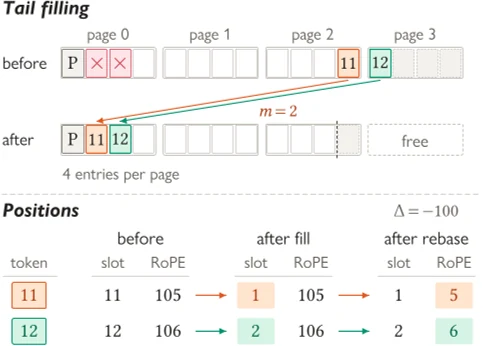 Tail filling
page 0 page 1 page 2 page 3
before P × × 11 12
m = 2
after P 11 12 free
4 entries per page
Positions Δ = −100
before after fill after rebase
token slot RoPE slot RoPE slot RoPE
11 11 105 1 105 1 5
12 12 106 2 106 2 6